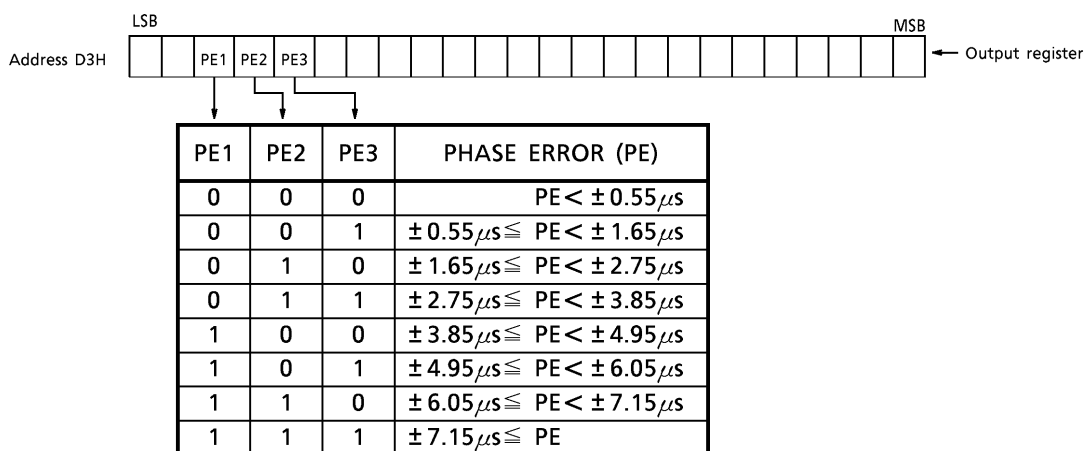 LSB
MSB
Address D3H PE1 PE2 PE3 Output register
PE1 PE2 PE3 PHASE ERROR (PE)
0 0 0 PE < ±0.55μs
0 0 1 ±0.55μs ≦ PE < ±1.65μs
0 1 0 ±1.65μs ≦ PE < ±2.75μs
0 1 1 ±2.75μs ≦ PE < ±3.85μs
1 0 0 ±3.85μs ≦ PE < ±4.95μs
1 0 1 ±4.95μs ≦ PE < ±6.05μs
1 1 0 ±6.05μs ≦ PE < ±7.15μs
1 1 1 ±7.15μs ≦ PE